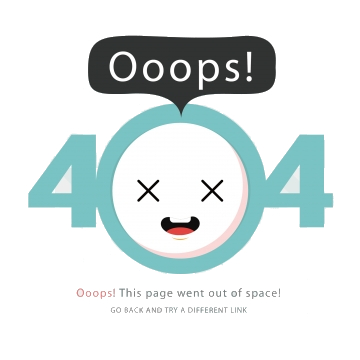 Ooops!
404
Ooops! This page went out of space!
GO BACK AND TRY A DIFFERENT LINK